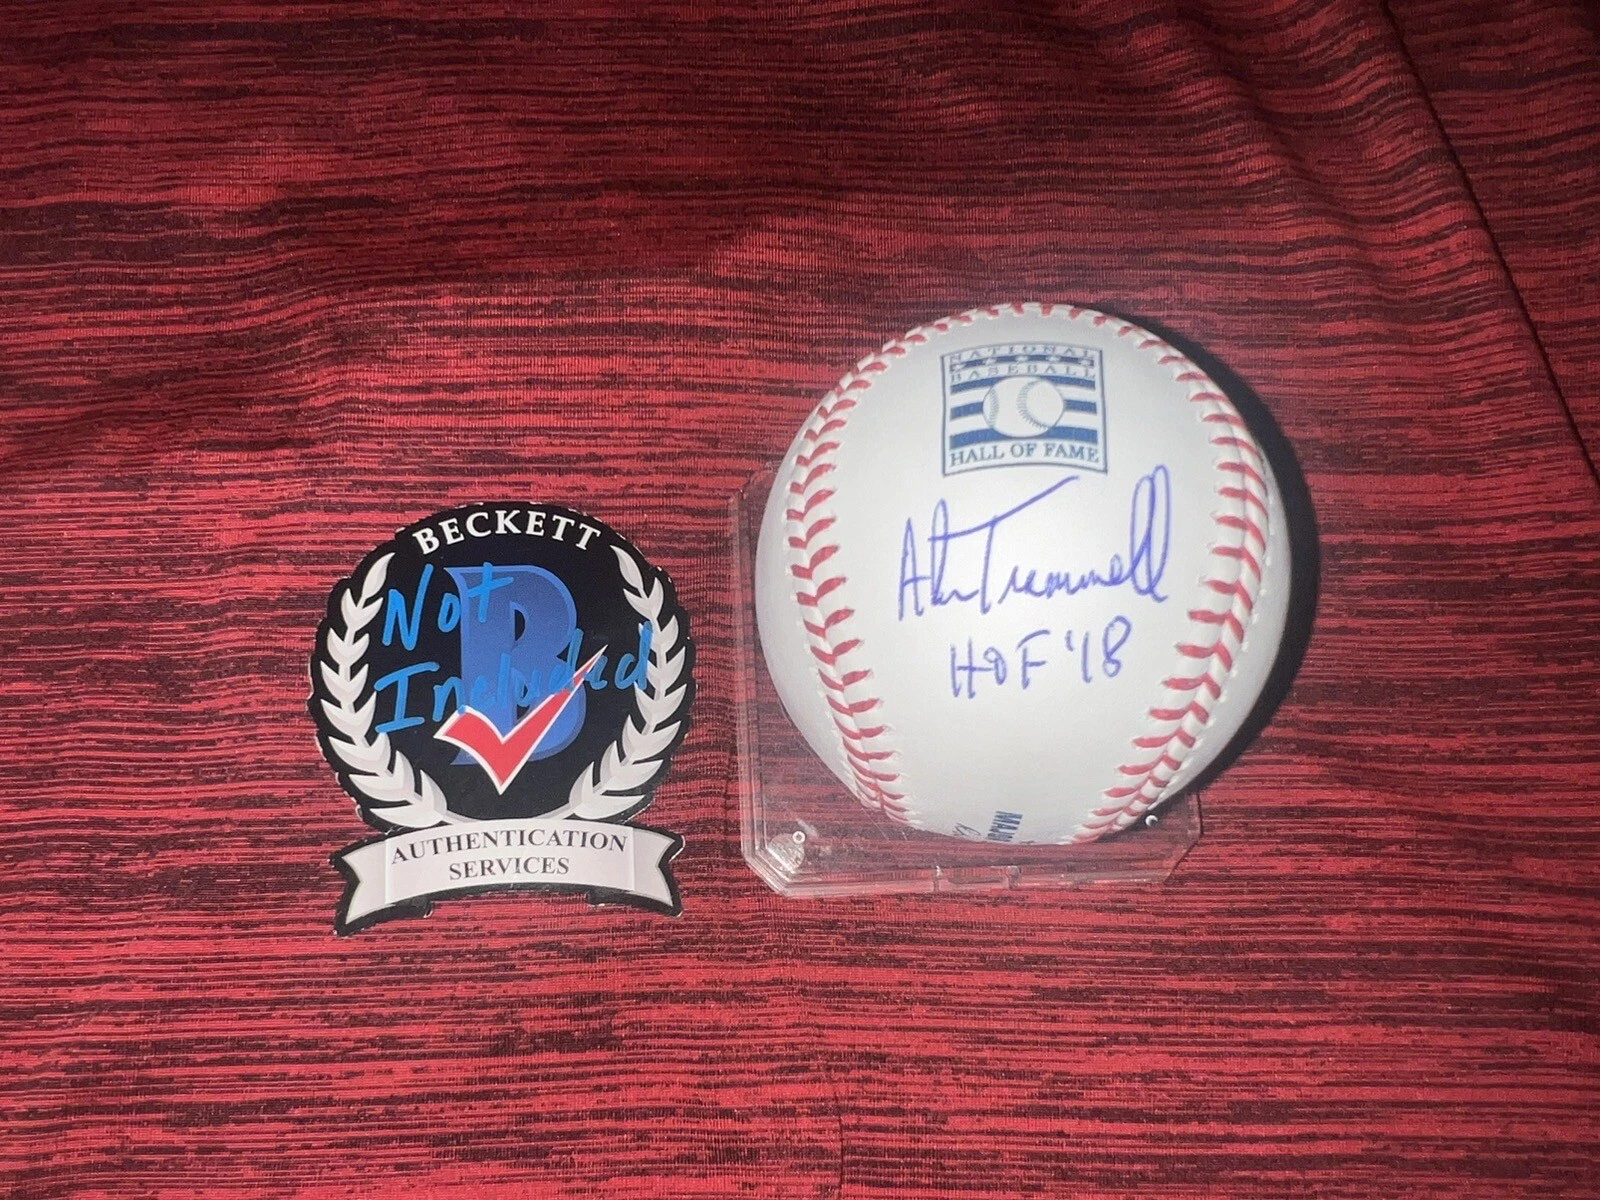 BECKETT
Not
Included
B
AUTHENTICATION
SERVICES
NATIONAL
BASEBALL
HALL OF FAME
Alan Trammell
HOF '18